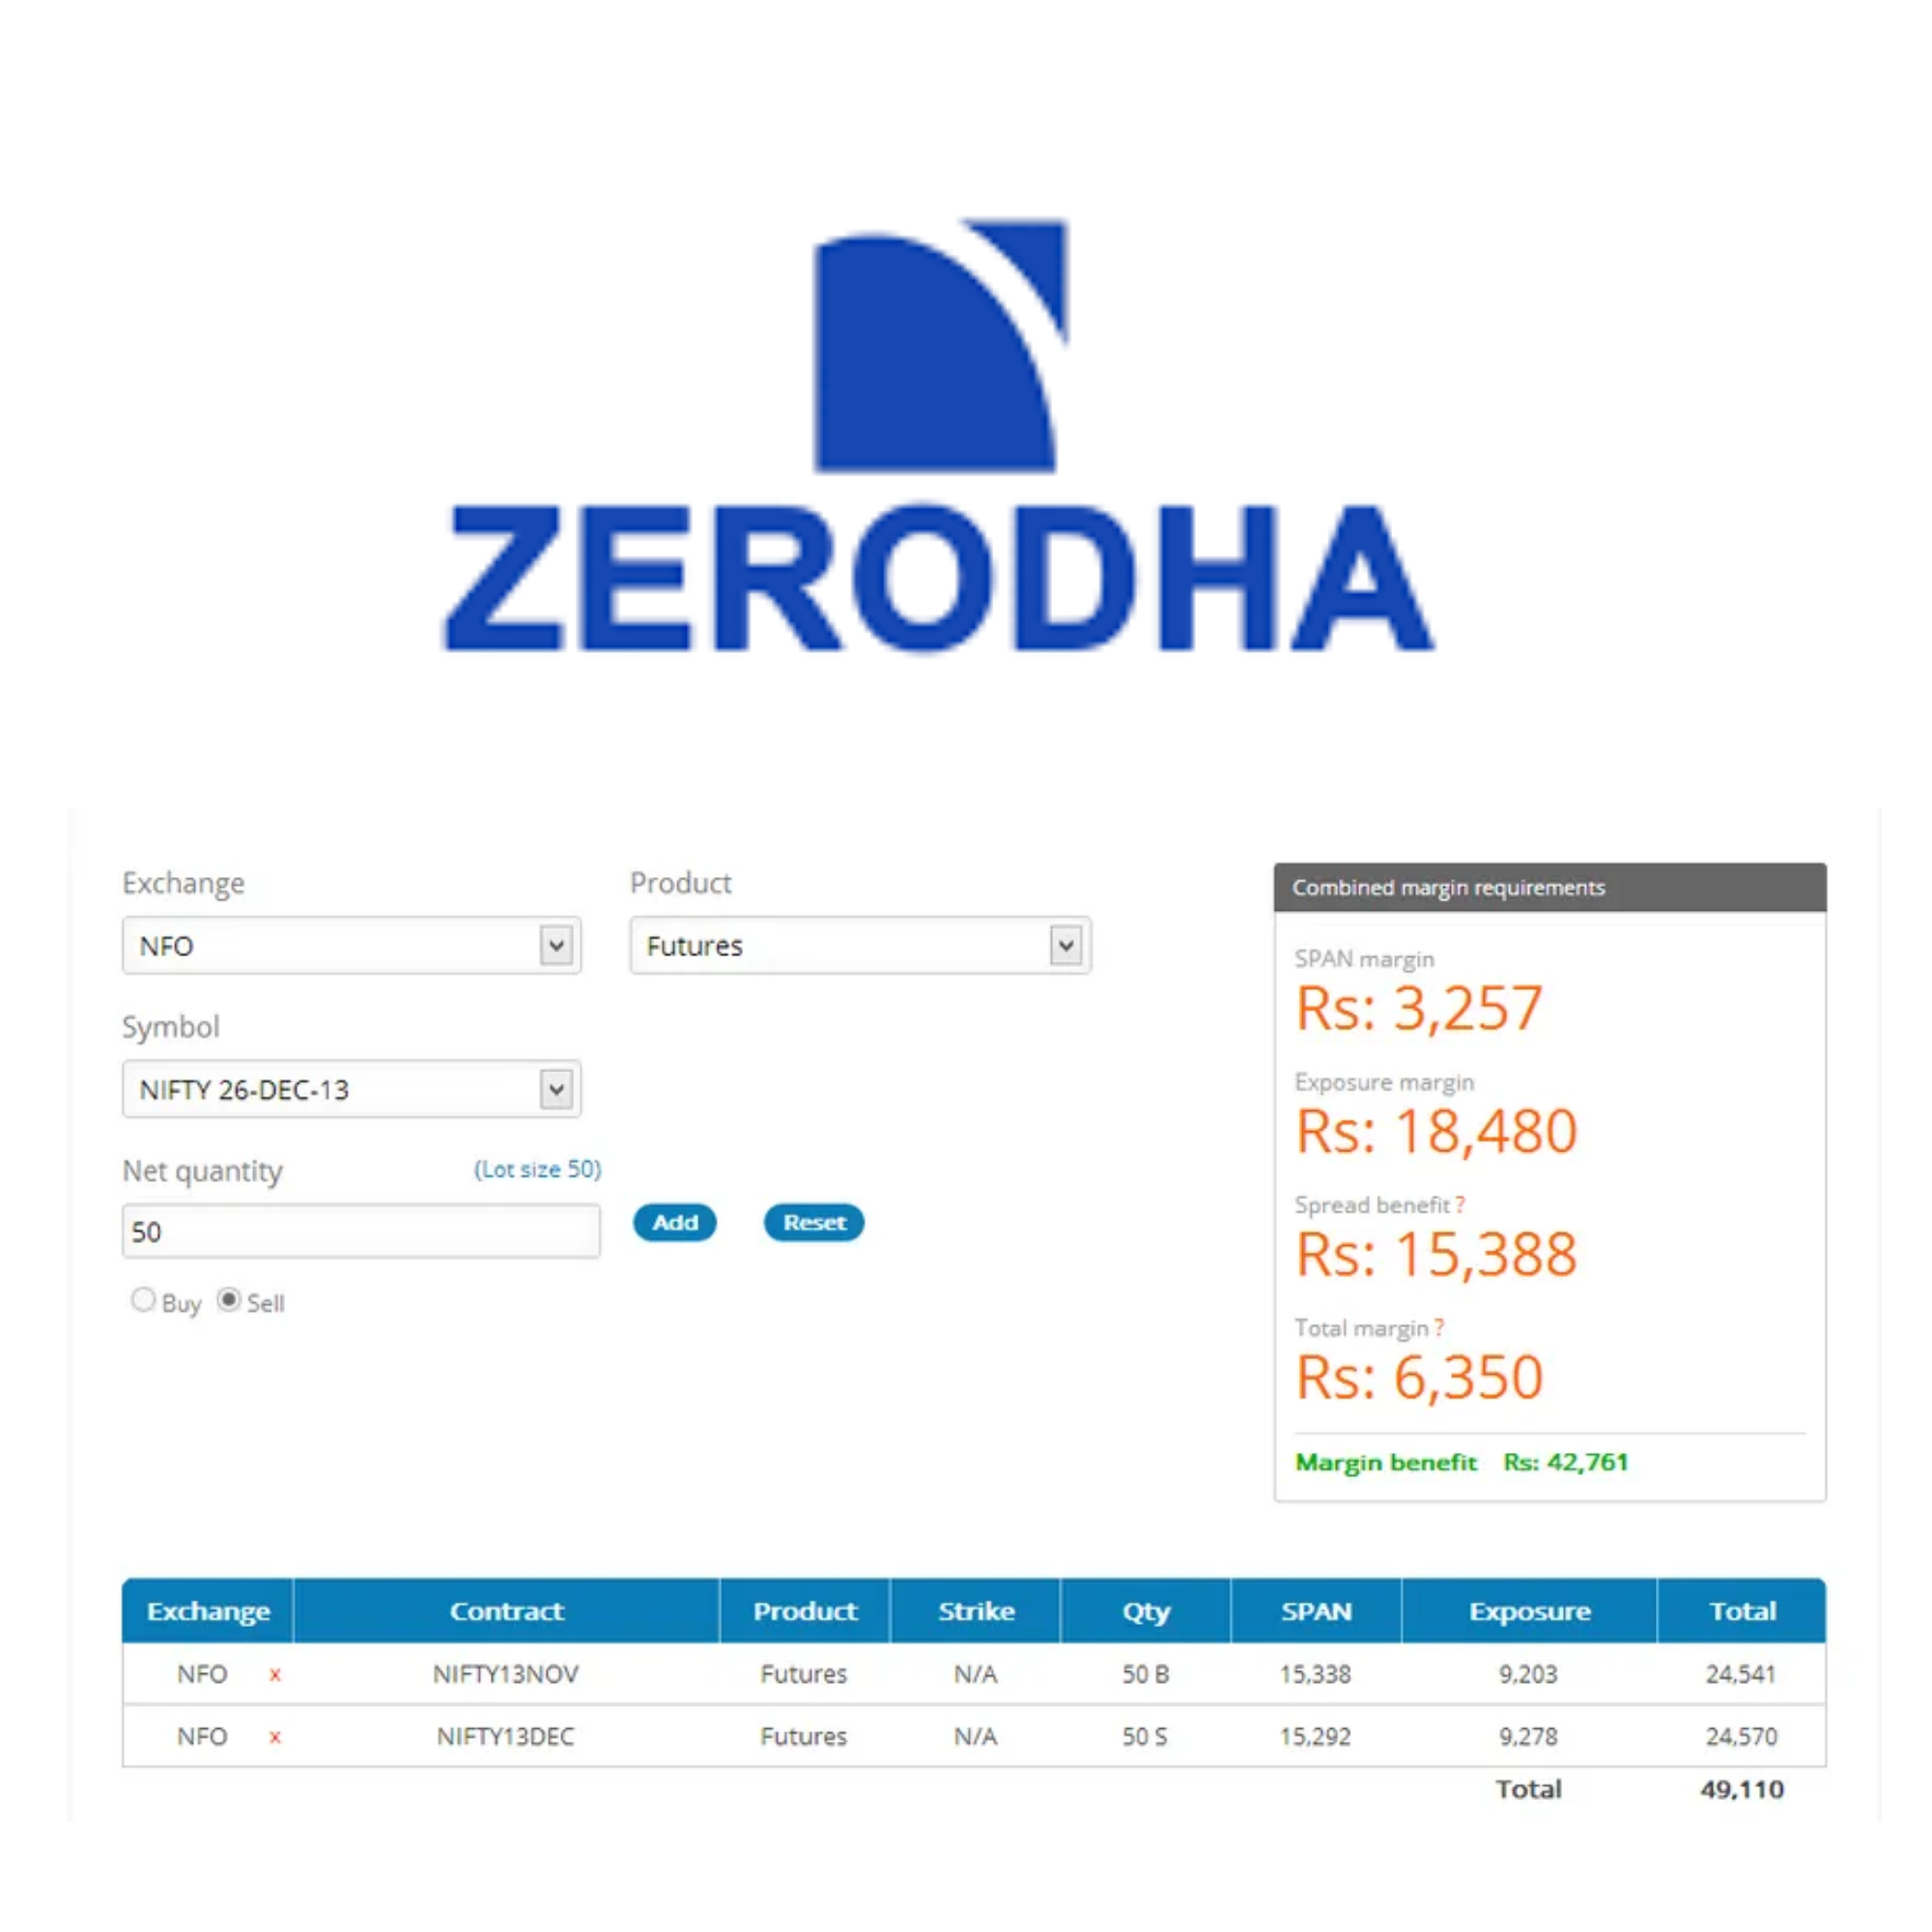 ZERODHA
Exchange
Product
NFO
Futures
Symbol
NIFTY 26-DEC-13
Net quantity (Lot size 50)
50
Add
Reset
Buy Sell
Combined margin requirements
SPAN margin
Rs: 3,257
Exposure margin
Rs: 18,480
Spread benefit ?
Rs: 15,388
Total margin ?
Rs: 6,350
Margin benefit Rs: 42,761
Exchange Contract Product Strike Qty SPAN Exposure Total
NFO x NIFTY13NOV Futures N/A 50 B 15,338 9,203 24,541
NFO x NIFTY13DEC Futures N/A 50 S 15,292 9,278 24,570
Total 49,110